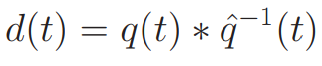 d(t) = q(t) * q̂⁻¹(t)